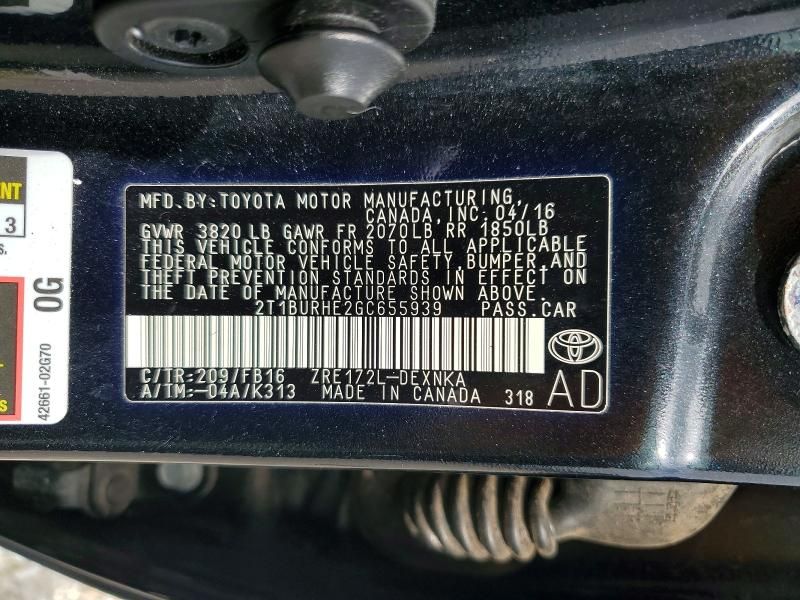 MFD.BY:TOYOTA MOTOR MANUFACTURING,
CANADA,INC. 04/16
GVWR 3820 LB GAWR FR 2070LB RR 1850LB
THIS VEHICLE CONFORMS TO ALL APPLICABLE
FEDERAL MOTOR VEHICLE SAFETY, BUMPER, AND
THEFT PREVENTION STANDARDS IN EFFECT ON
THE DATE OF MANUFACTURE SHOWN ABOVE.
2T1BURHE2GC655939 PASS.CAR
C/TR:209/FB16 ZRE172L-DEXNKA
A/TM:-04A/K313 MADE IN CANADA 318
AD
ENT
3
s.
0G
42661-02G70